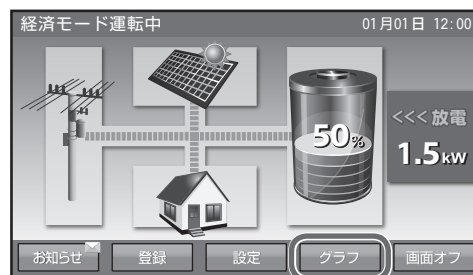 経済モード運転中
01月01日 12:00
50%
<<< 放電
1.5kW
お知らせ
登録
設定
グラフ
画面オフ